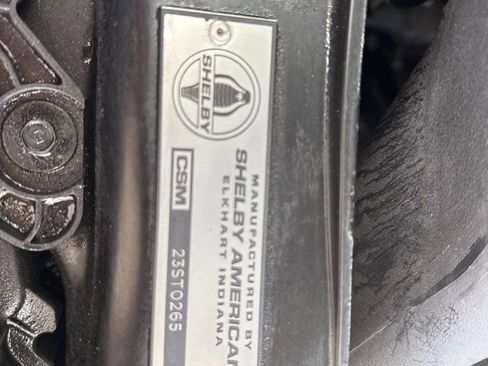 SHELBY
CSM
23ST0265
MANUFACTURED BY
SHELBY AMERICAN
ELKHART INDIANA